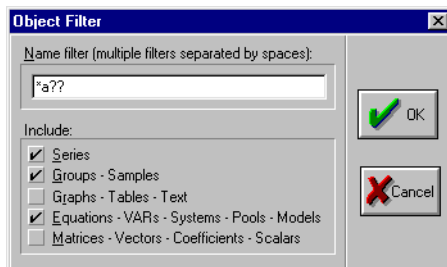 Object Filter
Name filter (multiple filters separated by spaces):
*a??
Include:
Series
Groups - Samples
Graphs - Tables - Text
Equations - VARs - Systems - Pools - Models
Matrices - Vectors - Coefficients - Scalars
OK
Cancel